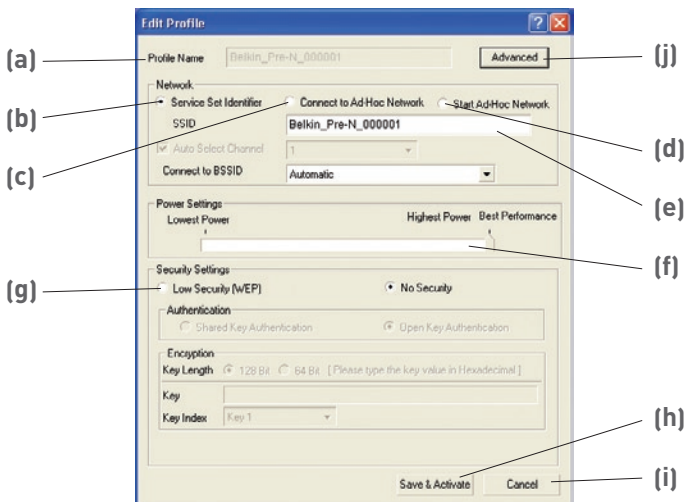 Edit Profile
(a) Profile Name Belkin_Pre-N_000001 Advanced (j)
Network
(b) Service Set Identifier Connect to Ad-Hoc Network Start Ad-Hoc Network
SSID Belkin_Pre-N_000001 (d)
Auto Select Channel 1
(c) Connect to BSSID Automatic (e)
Power Settings
Lowest Power Highest Power Best Performance
(f)
Security Settings
(g) Low Security (WEP) No Security
Authentication
Shared Key Authentication Open Key Authentication
Encryption
Key Length 128 Bit 64 Bit [ Please type the key value in Hexadecimal ]
Key
Key Index Key 1 (h)
Save & Activate Cancel (i)